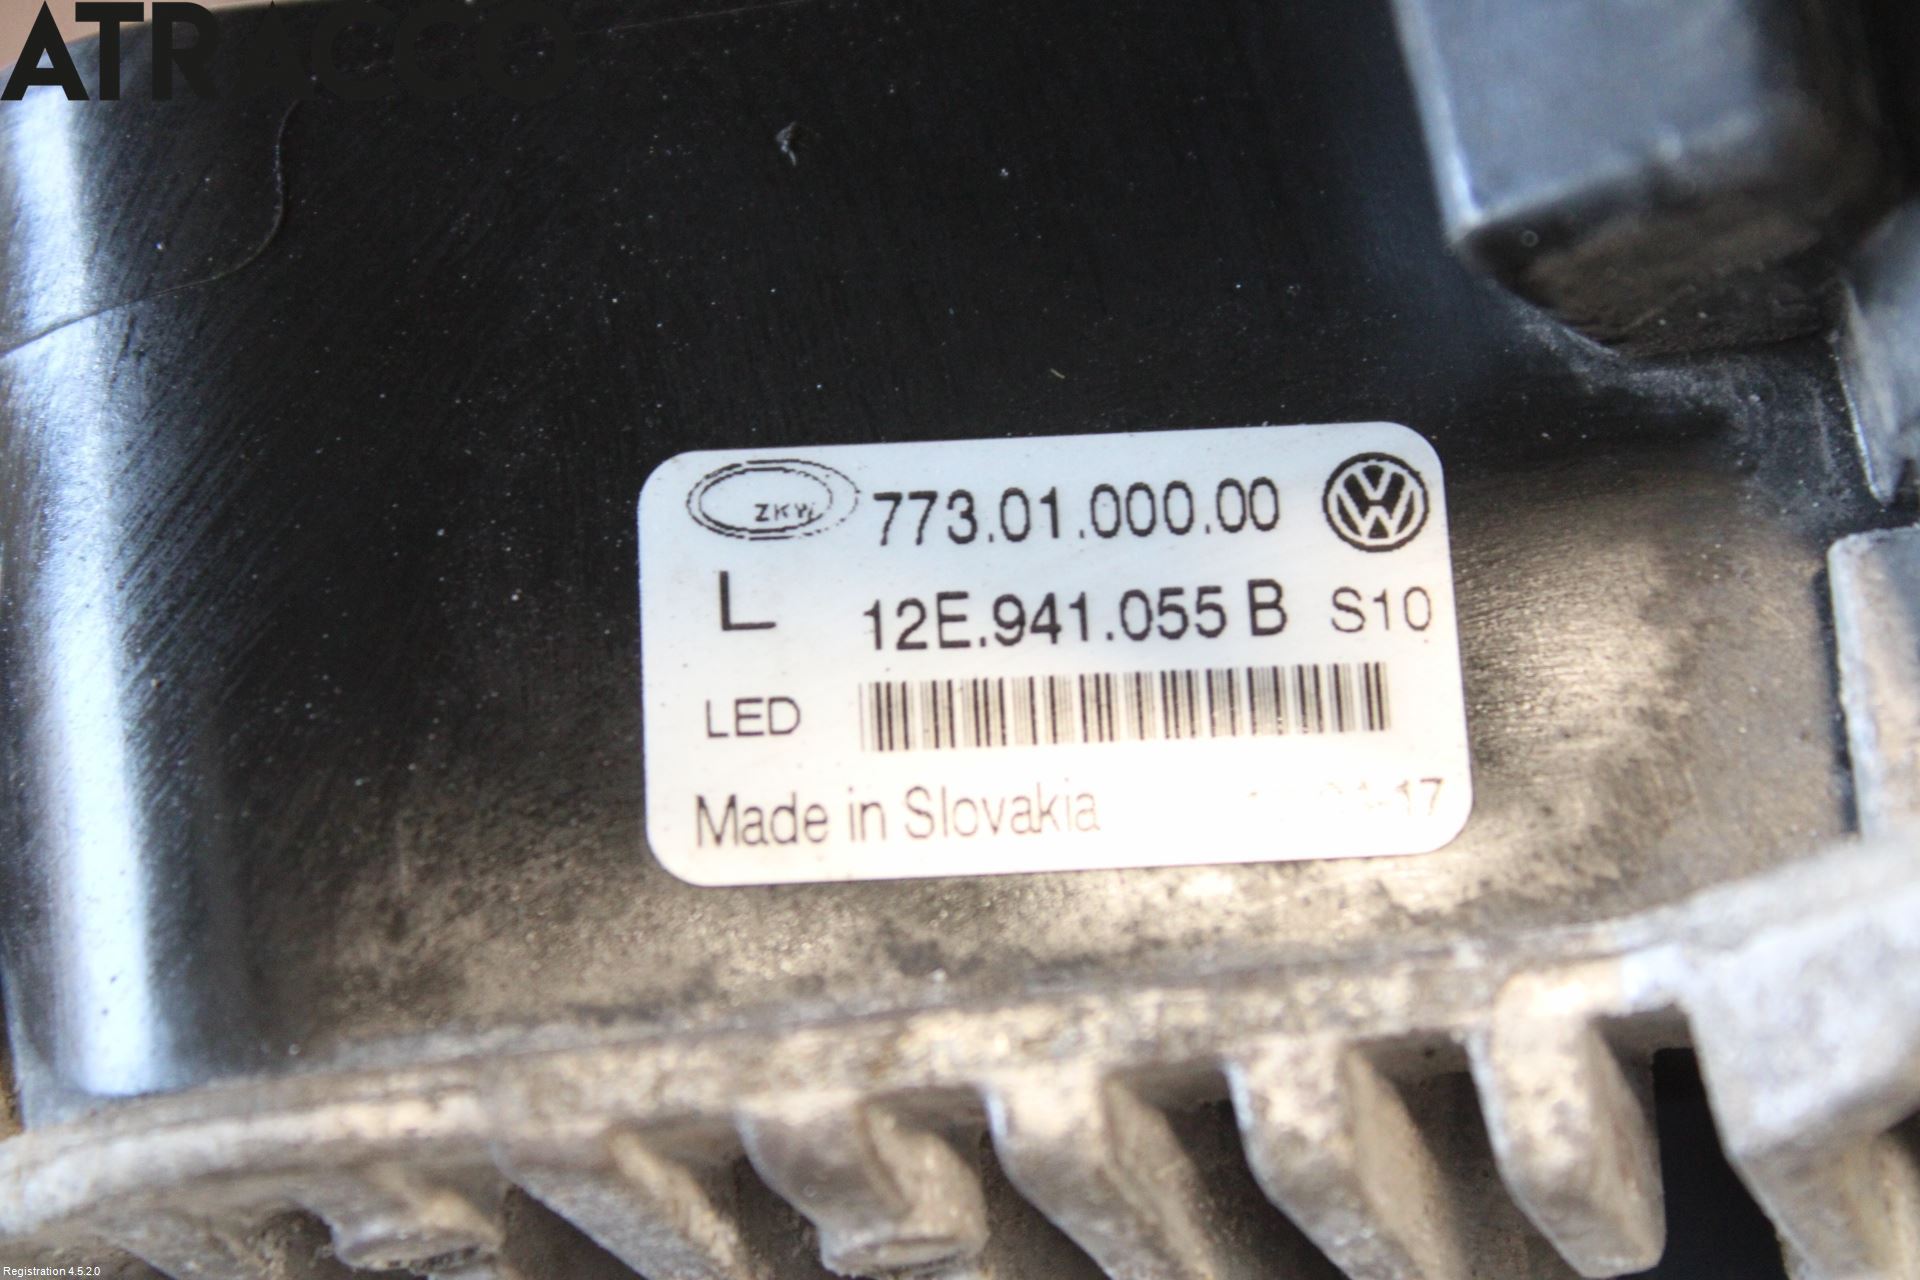 ATRACCO
ZKW 773.01.000.00
L 12E.941.055 B S10
LED
Made in Slovakia
Registration 4.5.2.0